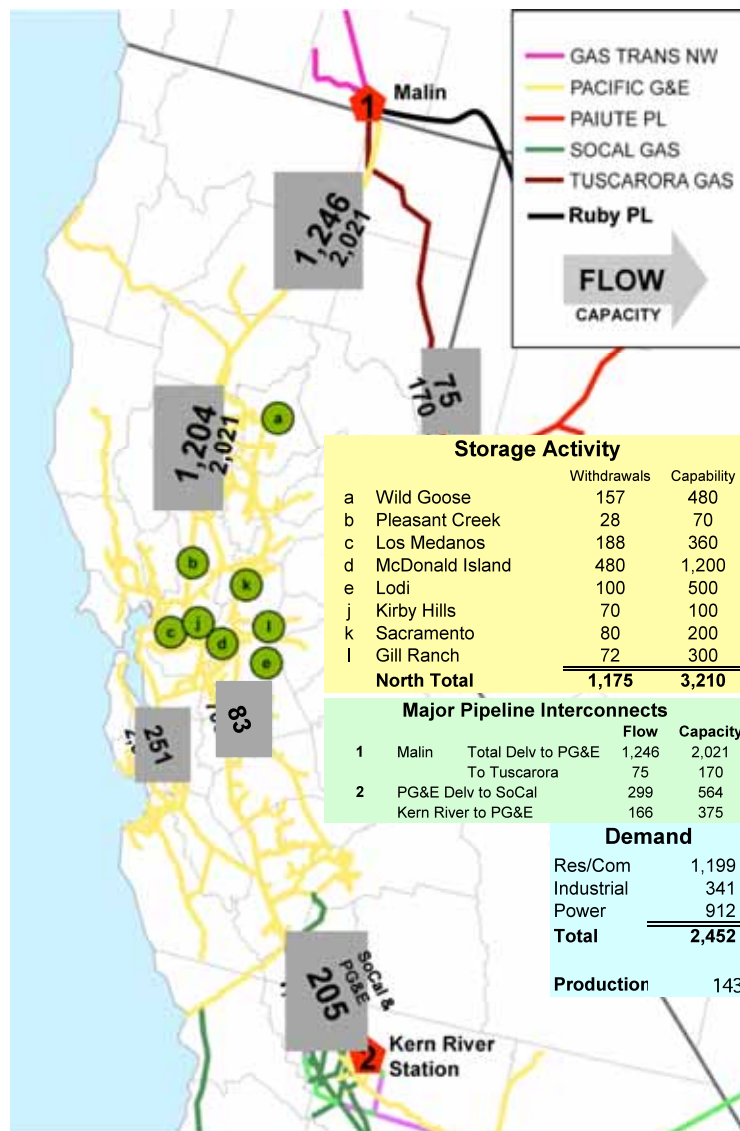 Malin
1
GAS TRANS NW
PACIFIC G&E
PAIUTE PL
SOCAL GAS
TUSCARORA GAS
Ruby PL
FLOW
CAPACITY
1,246
2,021
75
170
1,204
2,021
a
b
k
c
j
d
l
e
Storage Activity
Withdrawals Capability
a Wild Goose 157 480
b Pleasant Creek 28 70
c Los Medanos 188 360
d McDonald Island 480 1,200
e Lodi 100 500
j Kirby Hills 70 100
k Sacramento 80 200
l Gill Ranch 72 300
North Total 1,175 3,210
83
251
Major Pipeline Interconnects
Flow Capacity
1 Malin Total Delv to PG&E 1,246 2,021
To Tuscarora 75 170
2 PG&E Delv to SoCal 299 564
Kern River to PG&E 166 375
Demand
Res/Com 1,199
Industrial 341
Power 912
Total 2,452
Production 143
205
SoCal &
PG&E
2
Kern River
Station